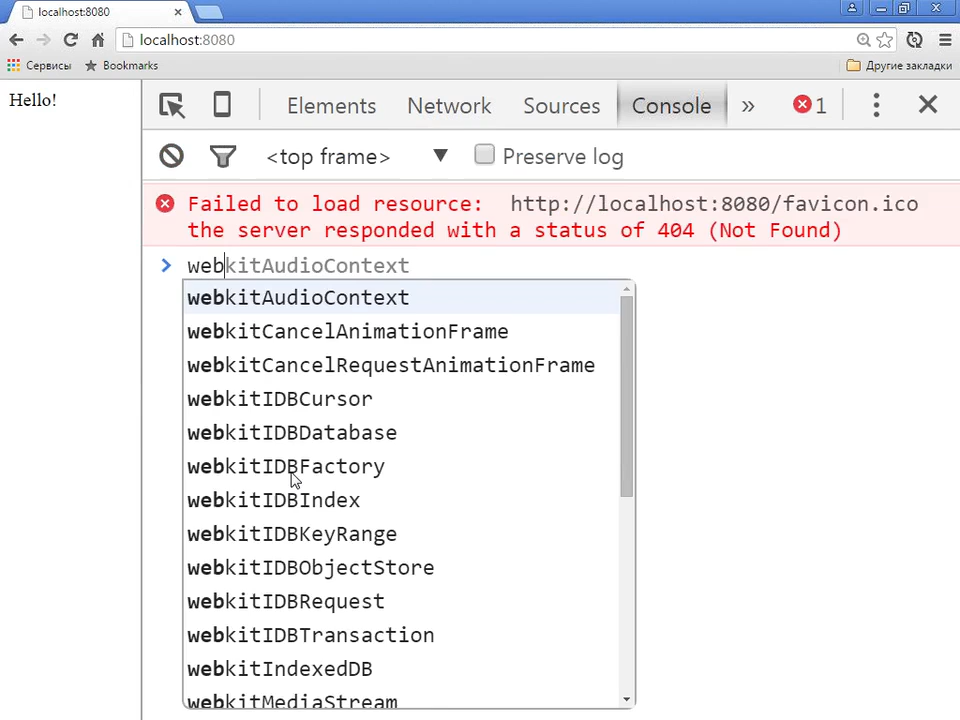 localhost:8080
localhost:8080
Сервисы
Bookmarks
Другие закладки
Hello!
Elements
Network
Sources
Console
»
1
<top frame>
Preserve log
Failed to load resource: http://localhost:8080/favicon.ico
the server responded with a status of 404 (Not Found)
webkitAudioContext
webkitAudioContext
webkitCancelAnimationFrame
webkitCancelRequestAnimationFrame
webkitIDBCursor
webkitIDBDatabase
webkitIDBFactory
webkitIDBIndex
webkitIDBKeyRange
webkitIDBObjectStore
webkitIDBRequest
webkitIDBTransaction
webkitIndexedDB
webkitMediaStream